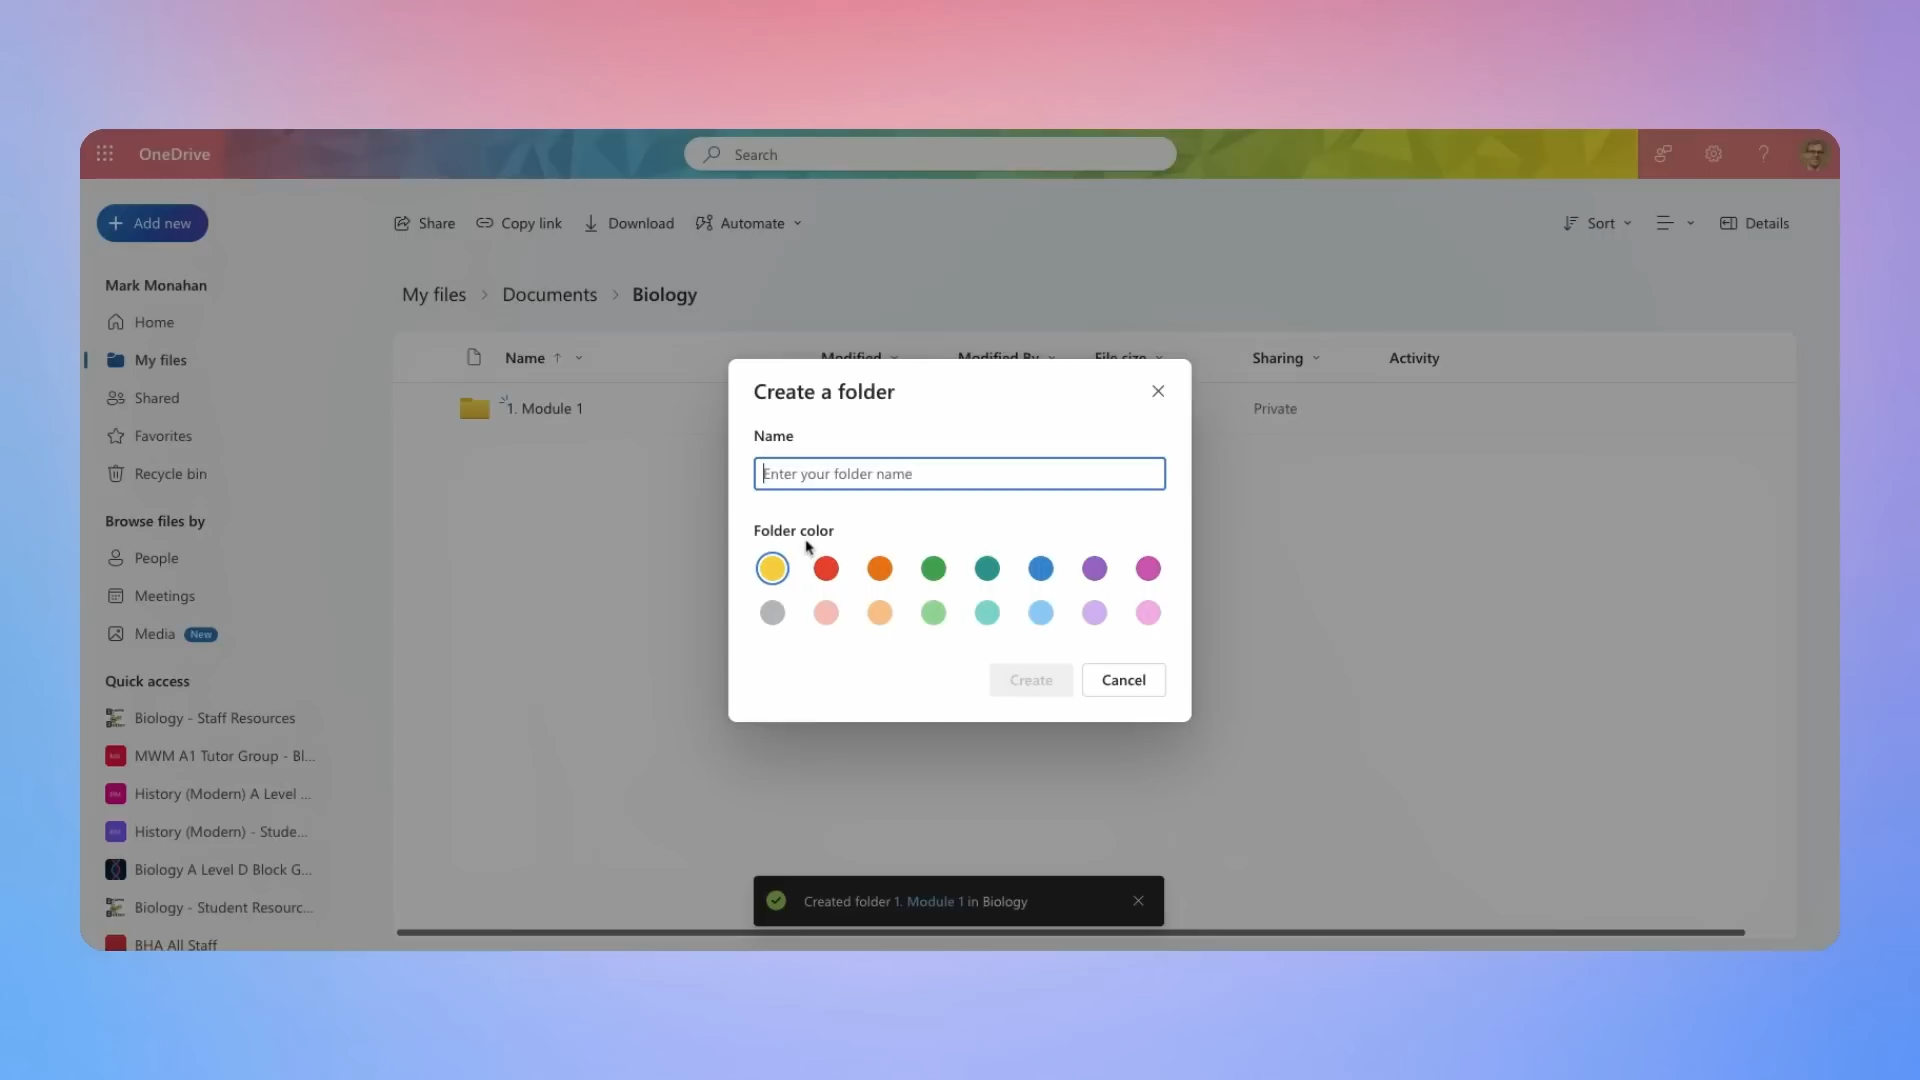 OneDrive
Search
Add new
Share
Copy link
Download
Automate
Sort
Details
Mark Monahan
Home
My files
Shared
Favorites
Recycle bin
Browse files by
People
Meetings
Media New
Quick access
Biology - Staff Resources
MWM A1 Tutor Group - Bl...
History (Modern) A Level ...
History (Modern) - Stude...
Biology A Level D Block G...
Biology - Student Resourc...
BHA All Staff
My files > Documents > Biology
Name Modified Modified By File size Sharing Activity
1. Module 1 Private
Create a folder
Name
Enter your folder name
Folder color
Create
Cancel
Created folder 1. Module 1 in Biology